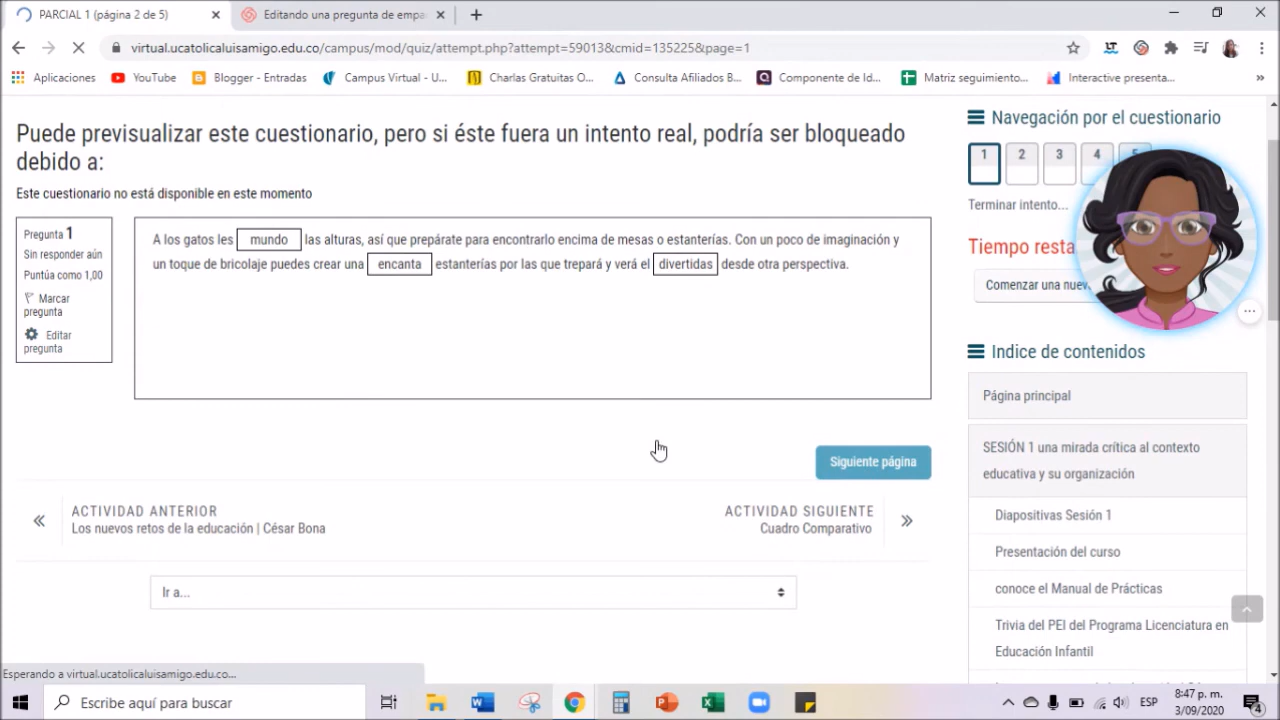 PARCIAL 1 (página 2 de 5)
Editando una pregunta de empa
virtual.ucatolicaluisamigo.edu.co/campus/mod/quiz/attempt.php?attempt=59013&cmid=135225&page=1
Aplicaciones YouTube Blogger - Entradas Campus Virtual - U... Charlas Gratuitas O... Consulta Afiliados B... Componente de Id... Matriz seguimiento... Interactive presenta...
Puede previsualizar este cuestionario, pero si éste fuera un intento real, podría ser bloqueado
debido a:
Este cuestionario no está disponible en este momento
Pregunta 1
Sin responder aún
Puntúa como 1,00
Marcar
pregunta
Editar
pregunta
A los gatos les mundo las alturas, así que prepárate para encontrarlo encima de mesas o estanterías. Con un poco de imaginación y
un toque de bricolaje puedes crear una encanta estanterías por las que trepará y verá el divertidas desde otra perspectiva.
Siguiente página
ACTIVIDAD ANTERIOR
Los nuevos retos de la educación | César Bona
ACTIVIDAD SIGUIENTE
Cuadro Comparativo
Ir a...
Navegación por el cuestionario
1 2 3 4 5
Terminar intento...
Tiempo resta
Comenzar una nuev
Indice de contenidos
Página principal
SESIÓN 1 una mirada crítica al contexto
educativa y su organización
Diapositivas Sesión 1
Presentación del curso
conoce el Manual de Prácticas
Trivia del PEI del Programa Licenciatura en
Educación Infantil
Esperando a virtual.ucatolicaluisamigo.edu.co...
Escribe aquí para buscar
ESP
8:47 p. m.
3/09/2020
4